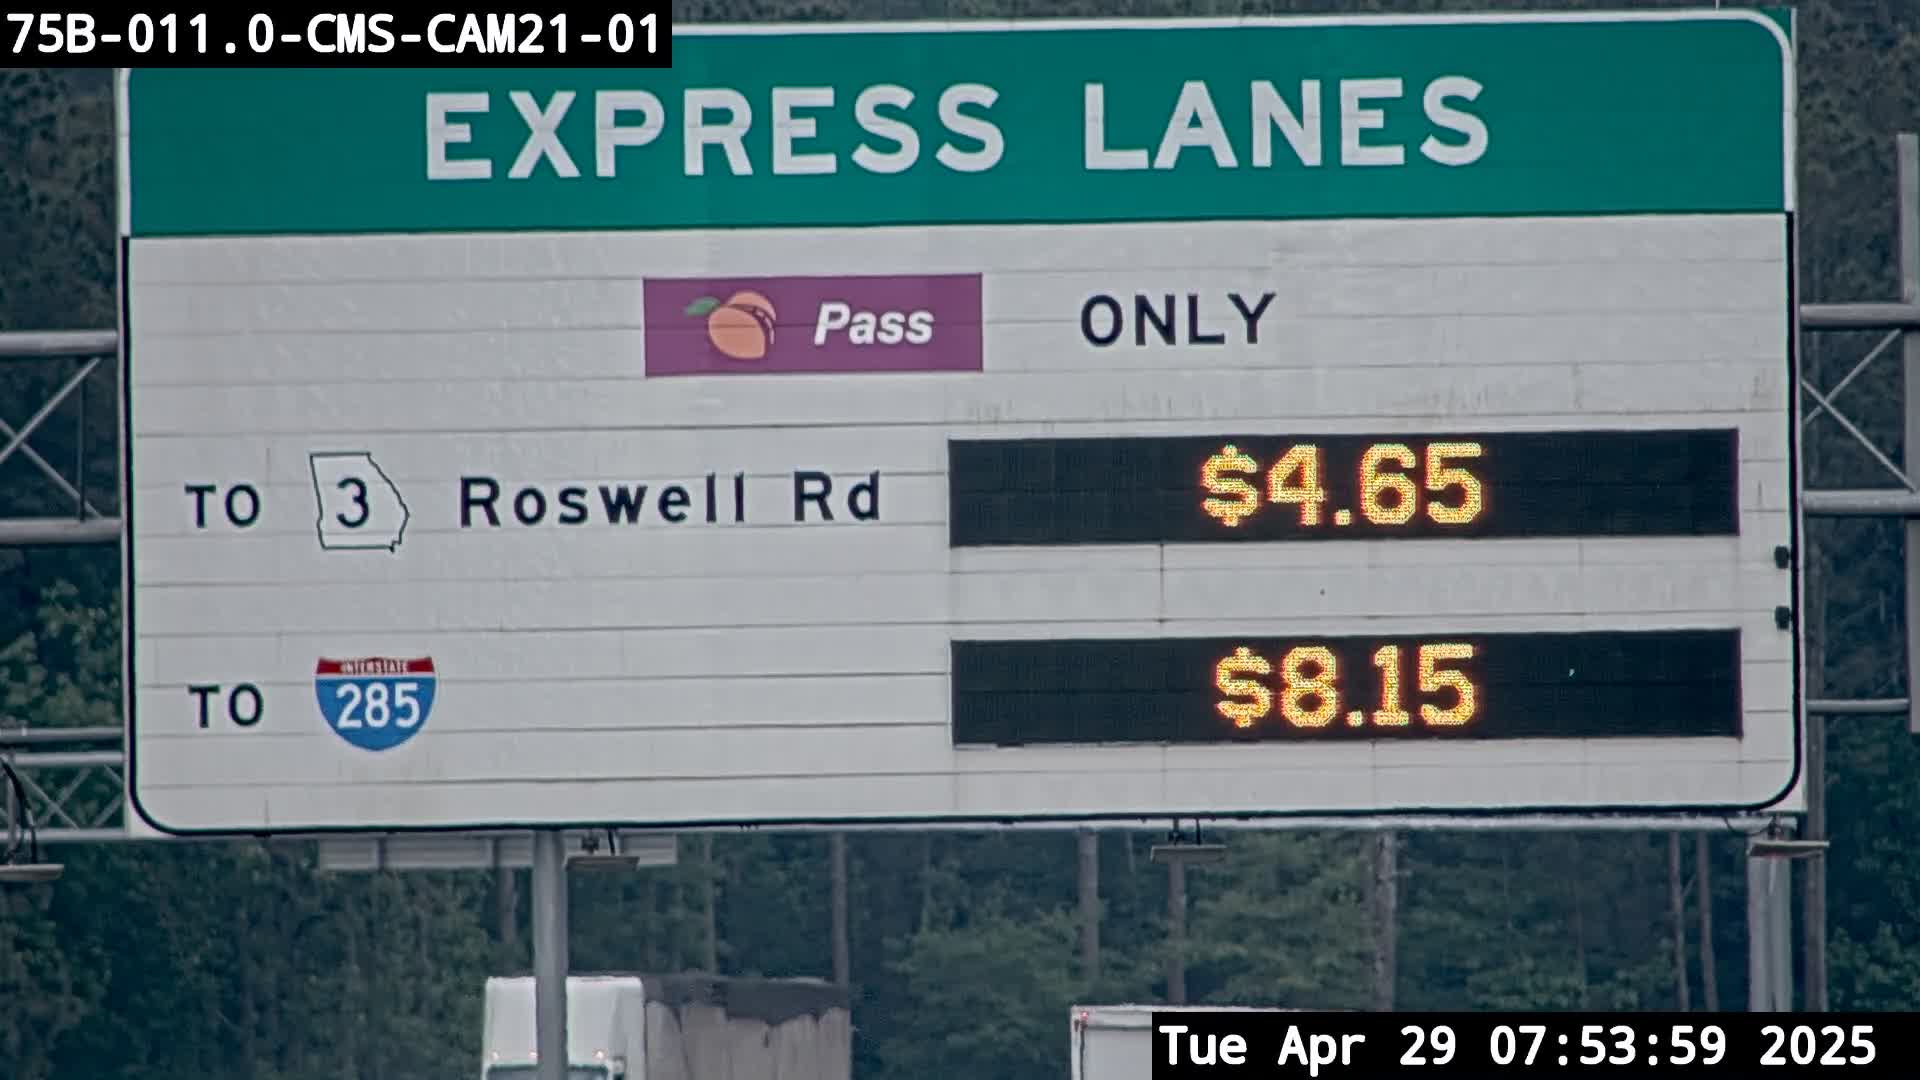 75B-011.0-CMS-CAM21-01
EXPRESS LANES
Pass ONLY
TO 3 Roswell Rd $4.65
INTERSTATE
TO 285 $8.15
Tue Apr 29 07:53:59 2025